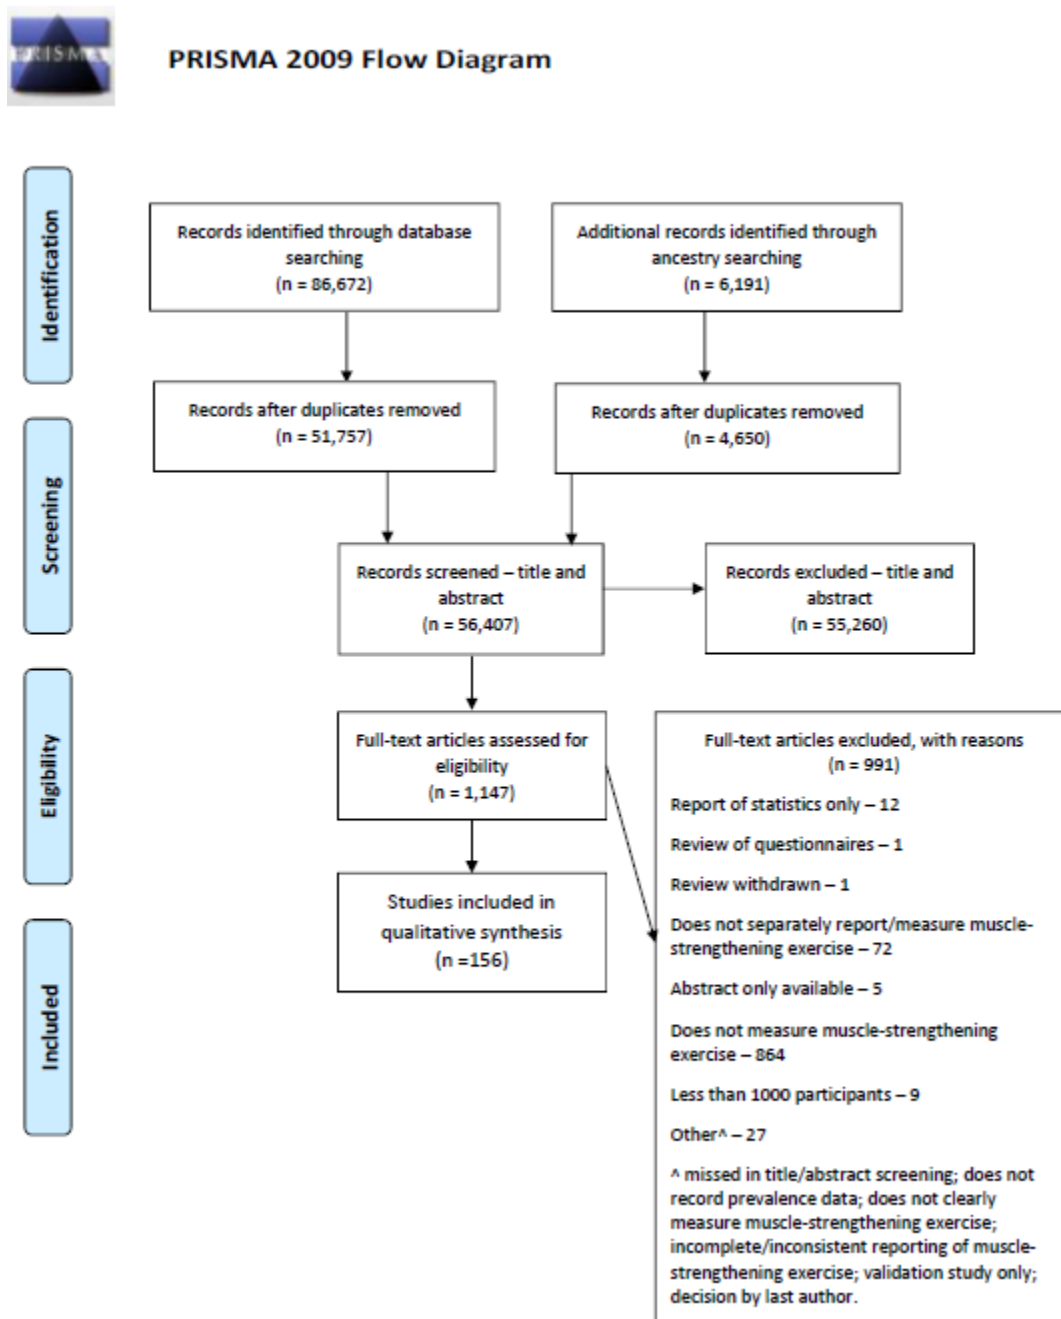 PRISMA
PRISMA 2009 Flow Diagram
Identification
Records identified through database
searching
(n = 86,672)
Additional records identified through
ancestry searching
(n = 6,191)
Records after duplicates removed
(n = 51,757)
Records after duplicates removed
(n = 4,650)
Screening
Records screened – title and
abstract
(n = 56,407)
Records excluded – title and
abstract
(n = 55,260)
Eligibility
Full-text articles assessed for
eligibility
(n = 1,147)
Full-text articles excluded, with reasons
(n = 991)
Report of statistics only – 12
Review of questionnaires – 1
Review withdrawn – 1
Does not separately report/measure muscle-
strengthening exercise – 72
Abstract only available – 5
Does not measure muscle-strengthening
exercise – 864
Less than 1000 participants – 9
Other^ – 27
^ missed in title/abstract screening; does not
record prevalence data; does not clearly
measure muscle-strengthening exercise;
incomplete/inconsistent reporting of muscle-
strengthening exercise; validation study only;
decision by last author.
Included
Studies included in
qualitative synthesis
(n =156)